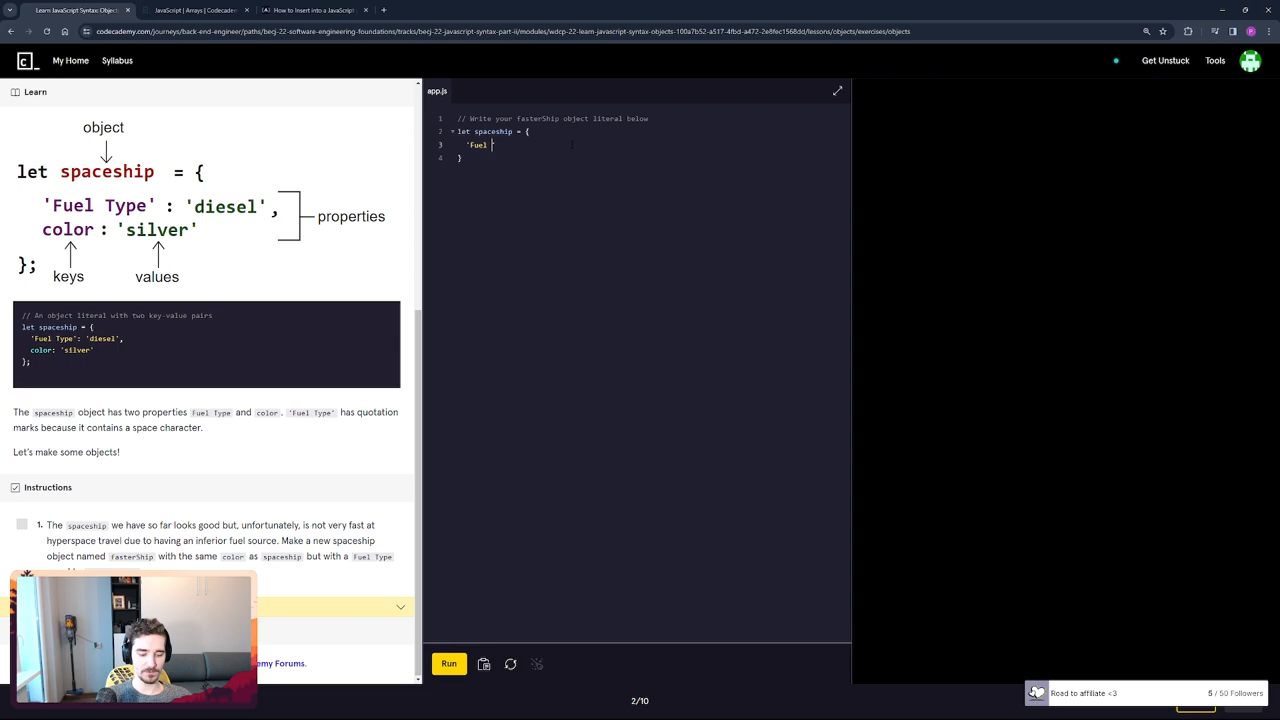 Learn JavaScript Syntax: Objects
JavaScript | Arrays | Codecadem
How to Insert into a JavaScript
codecademy.com/journeys/back-end-engineer/paths/becj-22-software-engineering-foundations/tracks/becj-22-javascript-syntax-part-ii/modules/wdcp-22-learn-javascript-syntax-objects-100a7b52-a517-4fbd-a472-2e8fec1568dd/lessons/objects/exercises/objects
My Home
Syllabus
Get Unstuck
Tools
Learn
object
let spaceship = {
'Fuel Type' : 'diesel',
color : 'silver'
};
properties
keys
values
// An object literal with two key-value pairs
let spaceship = {
'Fuel Type': 'diesel',
color: 'silver'
};
The spaceship object has two properties Fuel Type and color. 'Fuel Type' has quotation
marks because it contains a space character.
Let's make some objects!
Instructions
1. The spaceship we have so far looks good but, unfortunately, is not very fast at
hyperspace travel due to having an inferior fuel source. Make a new spaceship
object named fasterShip with the same color as spaceship but with a Fuel Type
emy Forums.
app.js
1 // Write your fasterShip object literal below
2 let spaceship = {
3 'Fuel '
4 }
Run
2/10
Road to affiliate <3
5 / 50 Followers